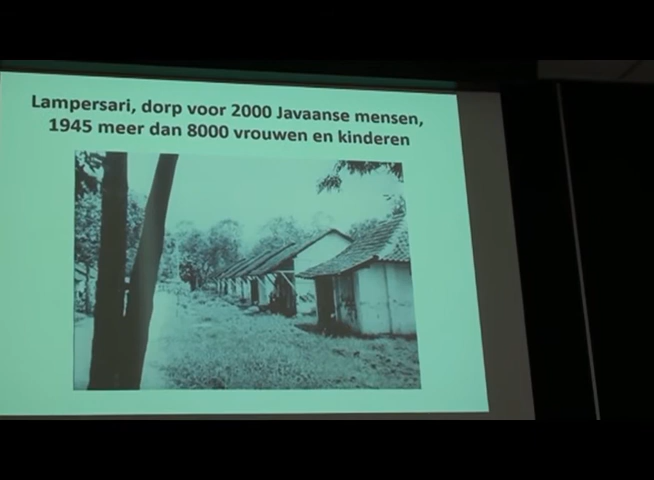 Lampersari, dorp voor 2000 Javaanse mensen,
1945 meer dan 8000 vrouwen en kinderen